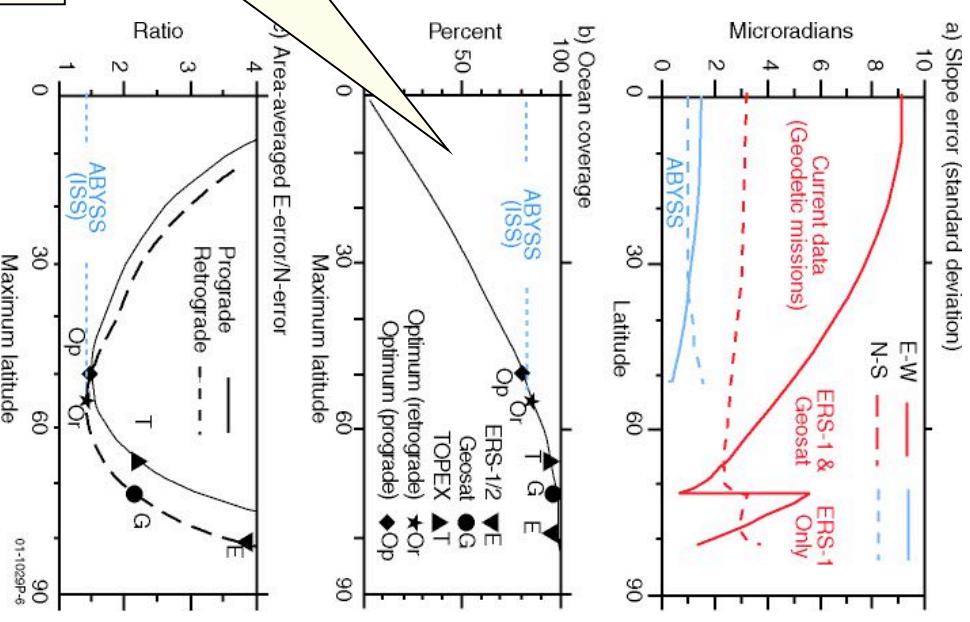 a) Slope error (standard deviation)
Microradians
10
8
6
4
2
0
E-W
N-S
Current data
(Geodetic missions)
ERS-1 &
Geosat
ERS-1
Only
ABYSS
0
30
60
90
Latitude
b) Ocean coverage
Percent
100
50
ABYSS
(ISS)
Op
Or
T
G
E
ERS-1/2 E
Geosat G
TOPEX T
Optimum (retrograde) Or
Optimum (prograde) Op
0
30
60
90
Maximum latitude
c) Area-averaged E-error/N-error
Ratio
4
3
2
1
Prograde
Retrograde
ABYSS
(ISS)
Op
Or
T
G
E
0
30
60
90
Maximum latitude
01-1029P-6